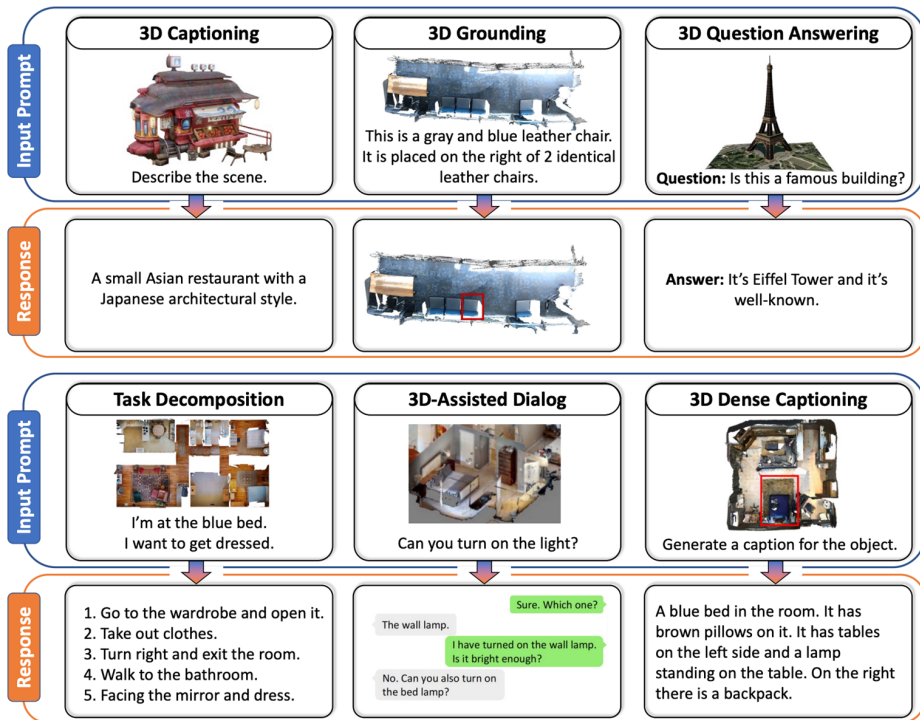 Input Prompt
3D Captioning
Describe the scene.
3D Grounding
This is a gray and blue leather chair.
It is placed on the right of 2 identical
leather chairs.
3D Question Answering
Question: Is this a famous building?
Response
A small Asian restaurant with a
Japanese architectural style.
Answer: It's Eiffel Tower and it's
well-known.
Input Prompt
Task Decomposition
I'm at the blue bed.
I want to get dressed.
3D-Assisted Dialog
Can you turn on the light?
3D Dense Captioning
Generate a caption for the object.
Response
1. Go to the wardrobe and open it.
2. Take out clothes.
3. Turn right and exit the room.
4. Walk to the bathroom.
5. Facing the mirror and dress.
Sure. Which one?
The wall lamp.
I have turned on the wall lamp.
Is it bright enough?
No. Can you also turn on
the bed lamp?
A blue bed in the room. It has
brown pillows on it. It has tables
on the left side and a lamp
standing on the table. On the right
there is a backpack.